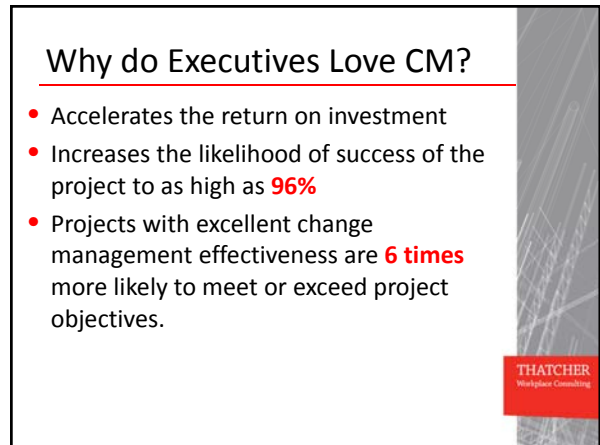 Why do Executives Love CM?
• Accelerates the return on investment
• Increases the likelihood of success of the
project to as high as 96%
• Projects with excellent change
management effectiveness are 6 times
more likely to meet or exceed project
objectives.
THATCHER
Workplace Consulting